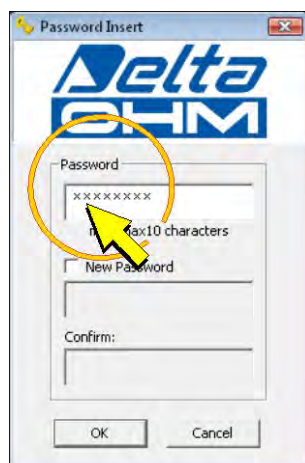 Password Insert
Delta
OHM
Password
xxxxxxxx
max10 characters
New Password
Confirm:
OK
Cancel